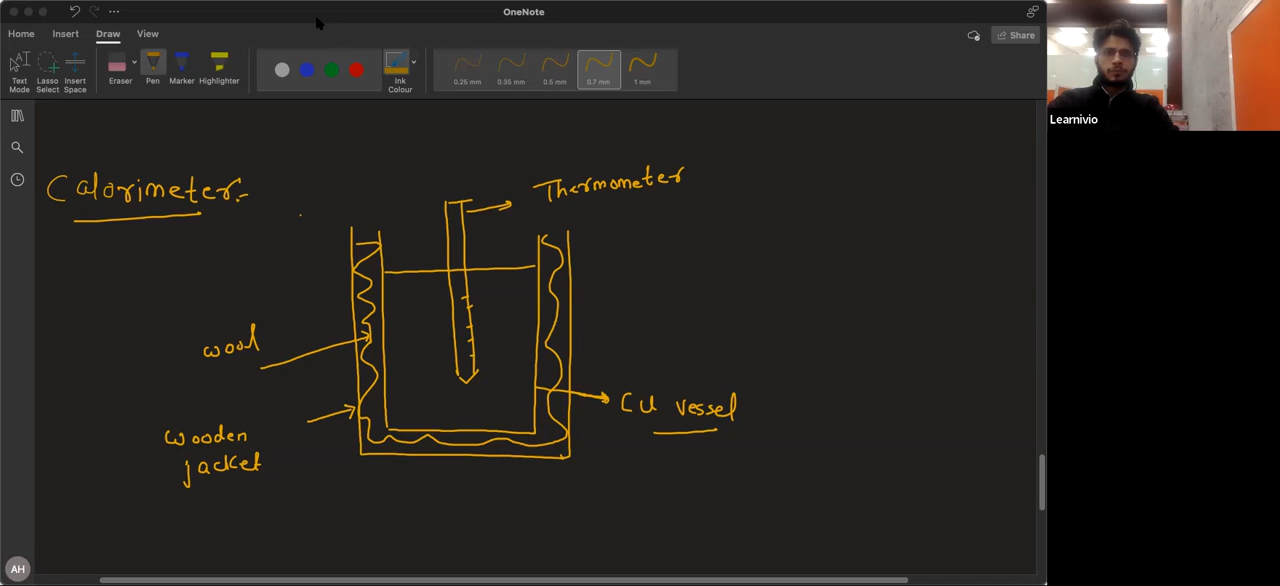 OneNote
Home Insert Draw View
Share
Text Mode
Lasso Select
Insert Space
Eraser
Pen
Marker
Highlighter
Ink Colour
0.25 mm
0.35 mm
0.5 mm
0.7 mm
1 mm
Learnivio
Calorimeter:-
Thermometer
wool
CU vessel
wooden
jacket
AH